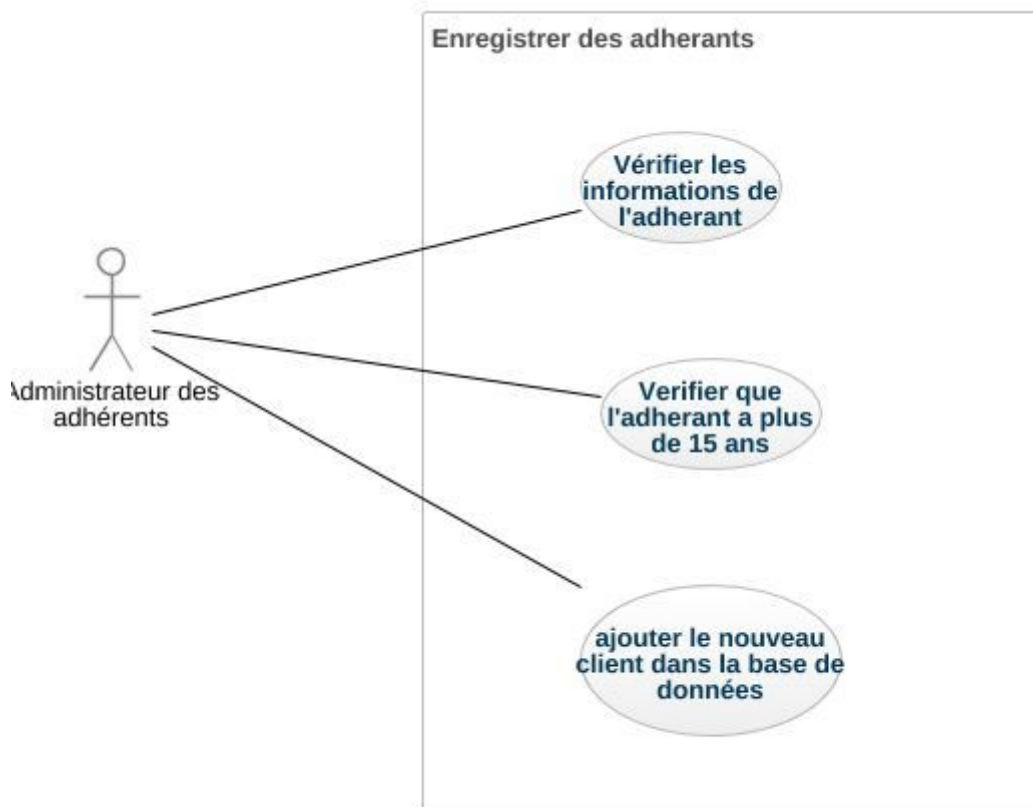 Enregistrer des adherants
Vérifier les
informations de
l'adherant
Administrateur des
adhérents
Verifier que
l'adherant a plus
de 15 ans
ajouter le nouveau
client dans la base de
données